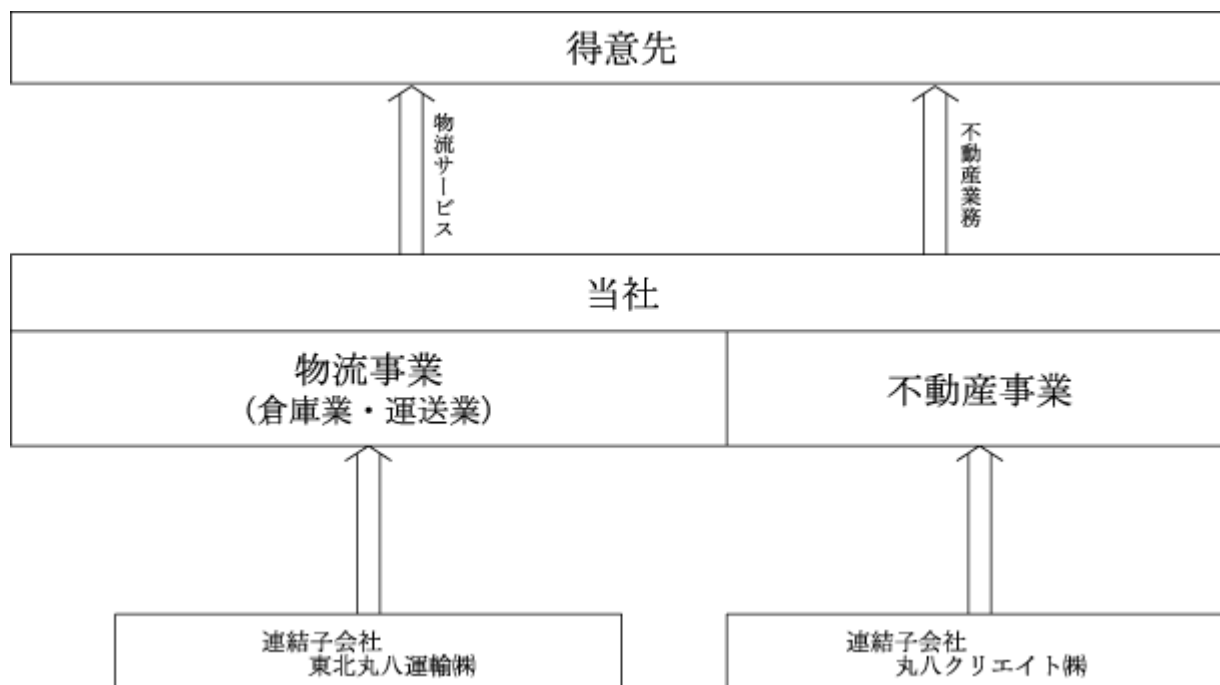 得意先
物流サービス
不動産業務
当社
物流事業
(倉庫業・運送業)
不動産事業
連結子会社
東北丸八運輸㈱
連結子会社
丸八クリエイト㈱